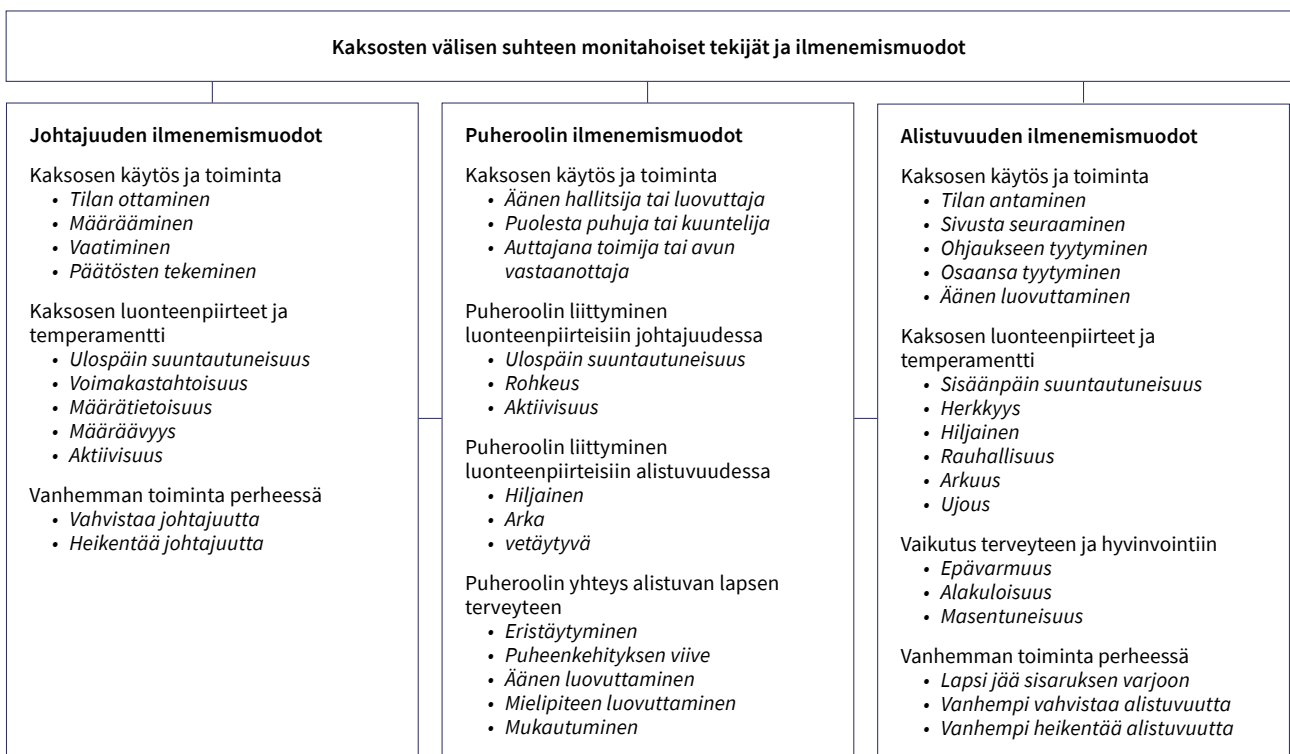 Kaksosten välisen suhteen monitahoiset tekijät ja ilmenemismuodot
Johtajuuden ilmenemismuodot
Kaksosen käytös ja toiminta
• Tilan ottaminen
• Määrääminen
• Vaatiminen
• Päätösten tekeminen
Kaksosen luonteenpiirteet ja
temperamentti
• Ulospäin suuntautuneisuus
• Voimakastahtoisuus
• Määrätietoisuus
• Määräävyys
• Aktiivisuus
Vanhemman toiminta perheessä
• Vahvistaa johtajuutta
• Heikentää johtajuutta
Puheroolin ilmenemismuodot
Kaksosen käytös ja toiminta
• Äänen hallitsija tai luovuttaja
• Puolesta puhuja tai kuuntelija
• Auttajana toimija tai avun
vastaanottaja
Puheroolin liittyminen
luonteenpiirteisiin johtajuudessa
• Ulospäin suuntautuneisuus
• Rohkeus
• Aktiivisuus
Puheroolin liittyminen
luonteenpiirteisiin alistuvuudessa
• Hiljainen
• Arka
• vetäytyvä
Puheroolin yhteys alistuvan lapsen
terveyteen
• Eristäytyminen
• Puheenkehityksen viive
• Äänen luovuttaminen
• Mielipiteen luovuttaminen
• Mukautuminen
Alistuvuuden ilmenemismuodot
Kaksosen käytös ja toiminta
• Tilan antaminen
• Sivusta seuraaminen
• Ohjaukseen tyytyminen
• Osaansa tyytyminen
• Äänen luovuttaminen
Kaksosen luonteenpiirteet ja
temperamentti
• Sisäänpäin suuntautuneisuus
• Herkkyys
• Hiljainen
• Rauhallisuus
• Arkuus
• Ujous
Vaikutus terveyteen ja hyvinvointiin
• Epävarmuus
• Alakuloisuus
• Masentuneisuus
Vanhemman toiminta perheessä
• Lapsi jää sisaruksen varjoon
• Vanhempi vahvistaa alistuvuutta
• Vanhempi heikentää alistuvuutta